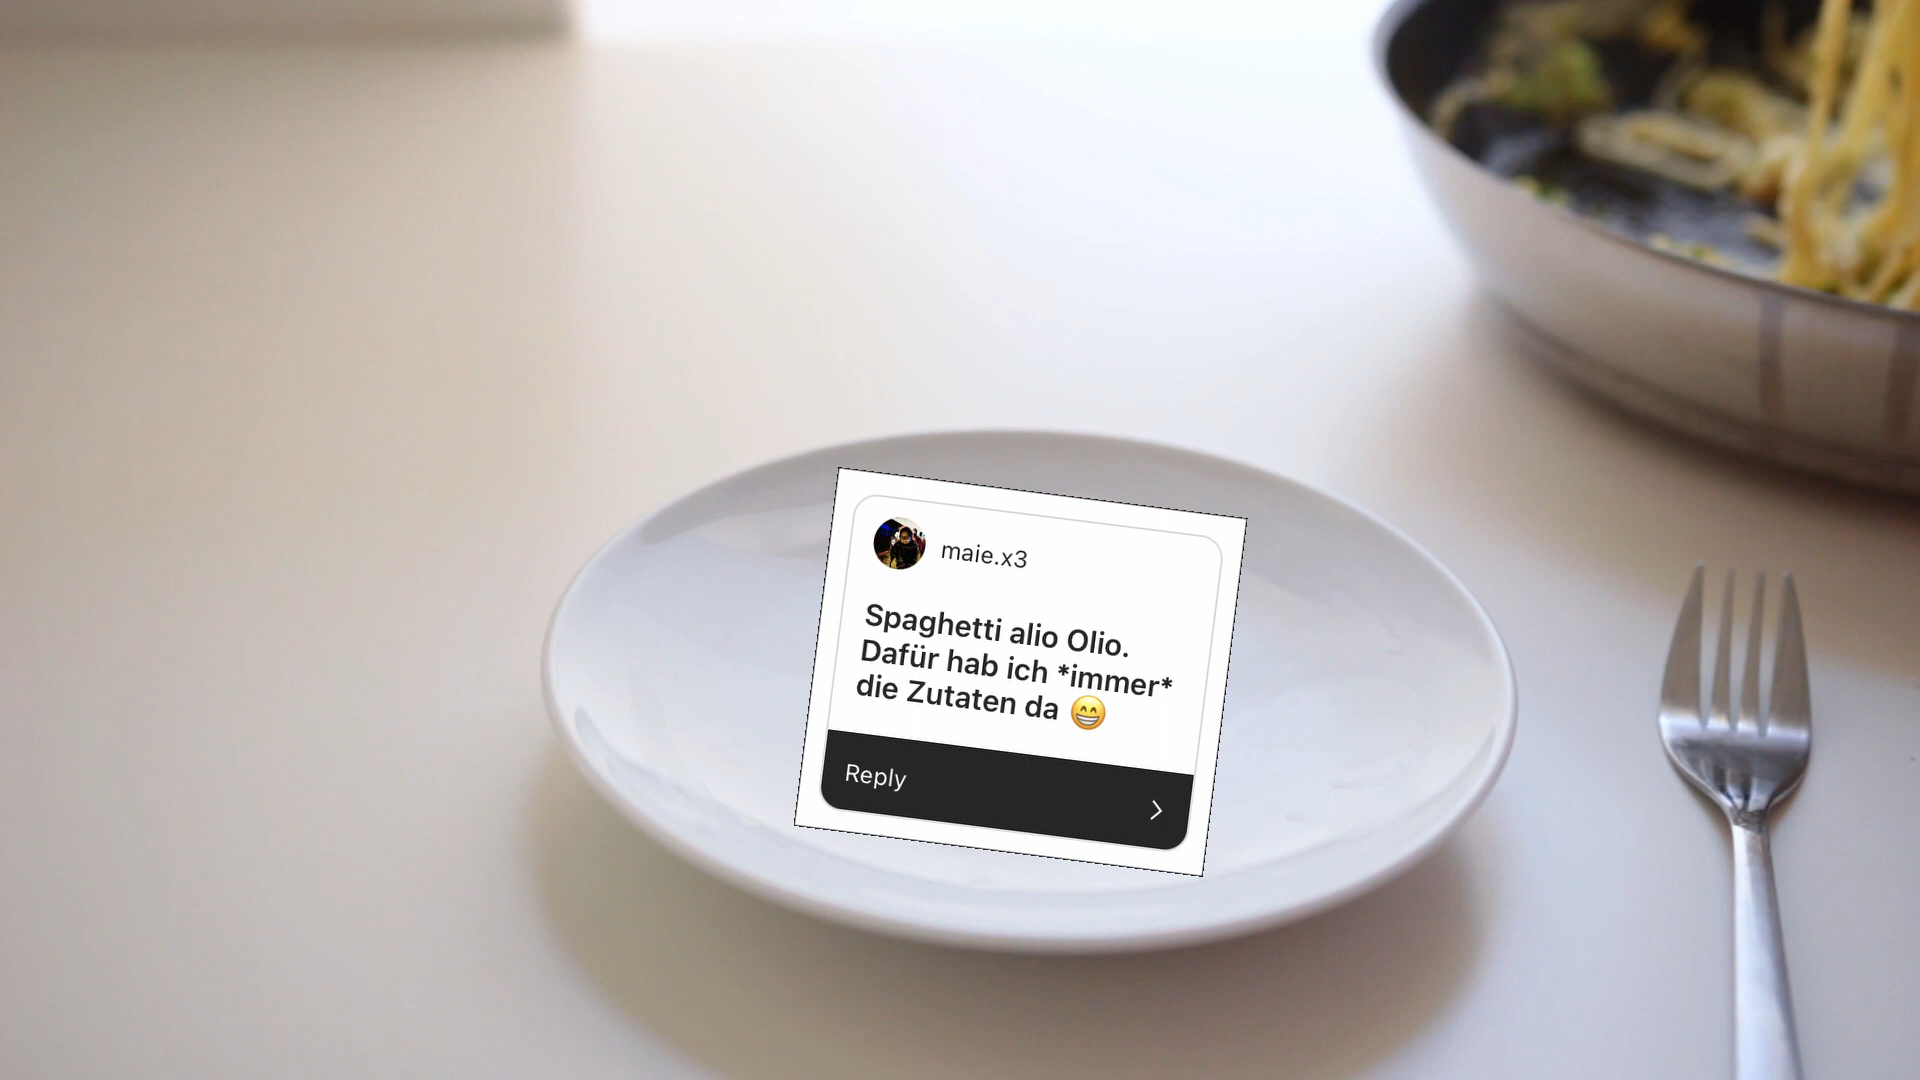 maie.x3
Spaghetti alio Olio.
Dafür hab ich *immer*
die Zutaten da 😁
Reply